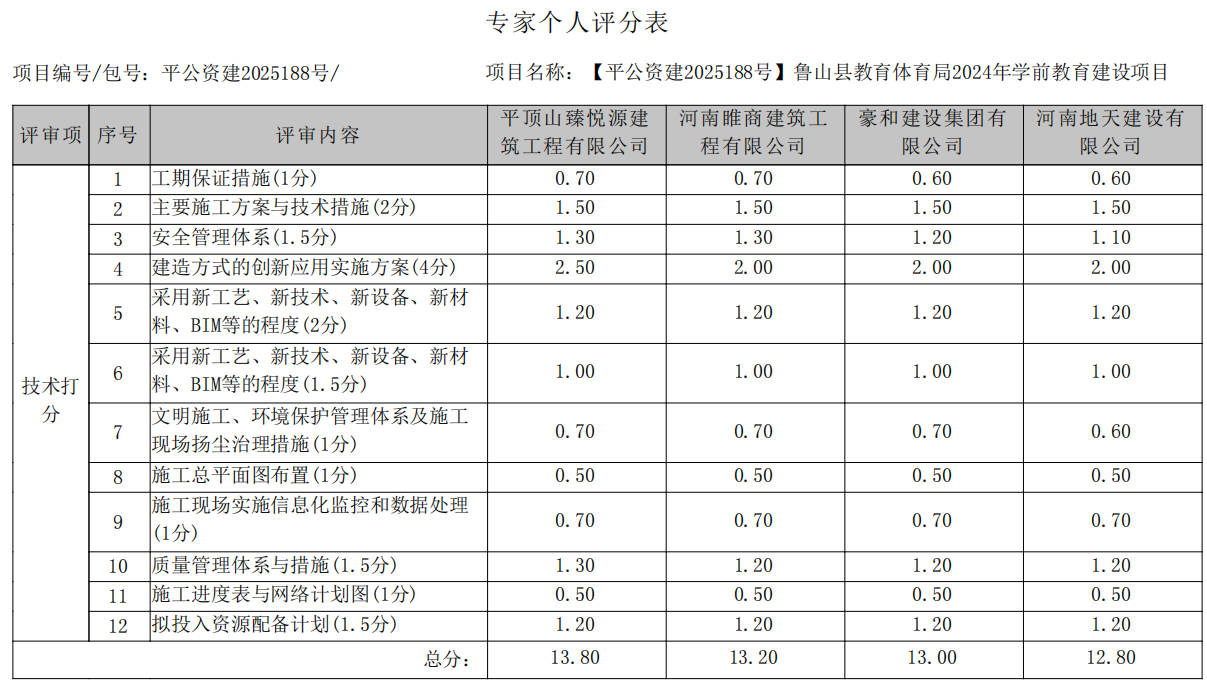 专家个人评分表
项目编号/包号：平公资建2025188号/ 项目名称：【平公资建2025188号】鲁山县教育体育局2024年学前教育建设项目
评审项 序号 评审内容 平顶山臻悦源建筑工程有限公司 河南睢商建筑工程有限公司 豪和建设集团有限公司 河南地天建设有限公司
技术打分
1 工期保证措施(1分) 0.70 0.70 0.60 0.60
2 主要施工方案与技术措施(2分) 1.50 1.50 1.50 1.50
3 安全管理体系(1.5分) 1.30 1.30 1.20 1.10
4 建造方式的创新应用实施方案(4分) 2.50 2.00 2.00 2.00
5 采用新工艺、新技术、新设备、新材
料、BIM等的程度(2分) 1.20 1.20 1.20 1.20
6 采用新工艺、新技术、新设备、新材
料、BIM等的程度(1.5分) 1.00 1.00 1.00 1.00
7 文明施工、环境保护管理体系及施工
现场扬尘治理措施(1分) 0.70 0.70 0.70 0.60
8 施工总平面图布置(1分) 0.50 0.50 0.50 0.50
9 施工现场实施信息化监控和数据处理
(1分) 0.70 0.70 0.70 0.70
10 质量管理体系与措施(1.5分) 1.30 1.20 1.20 1.20
11 施工进度表与网络计划图(1分) 0.50 0.50 0.50 0.50
12 拟投入资源配备计划(1.5分) 1.20 1.20 1.20 1.20
总分： 13.80 13.20 13.00 12.80